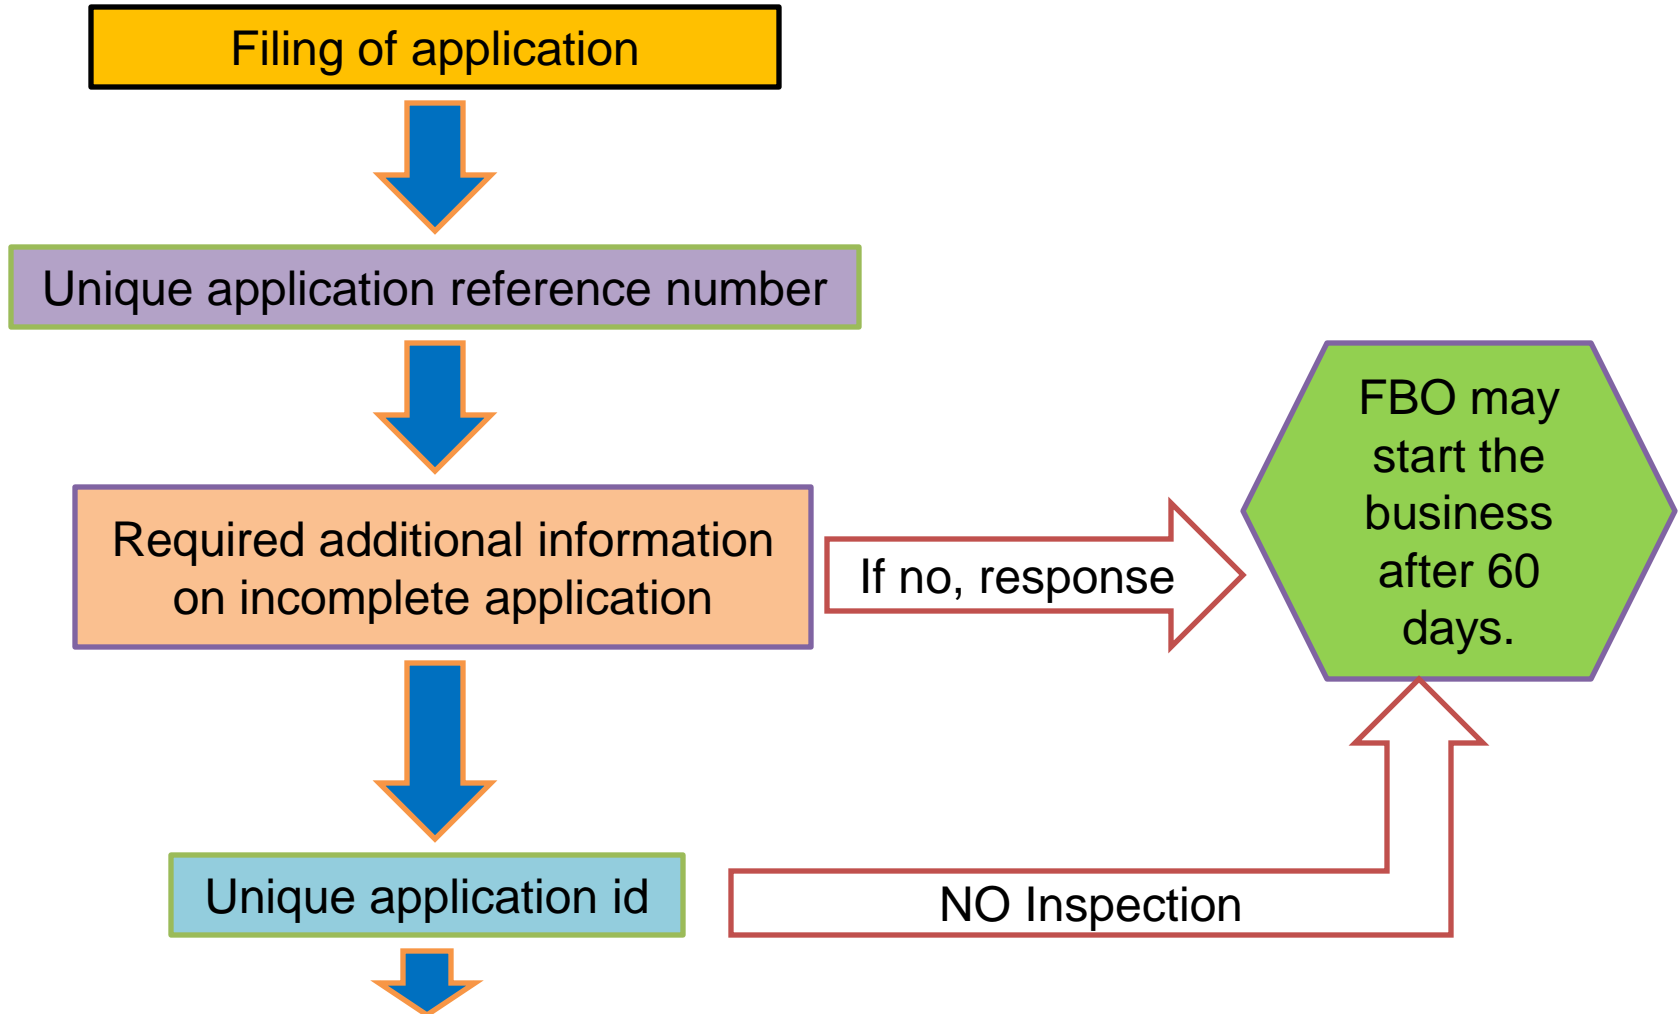 Filing of application
Unique application reference number
Required additional information
on incomplete application
If no, response
FBO may
start the
business
after 60
days.
Unique application id
NO Inspection